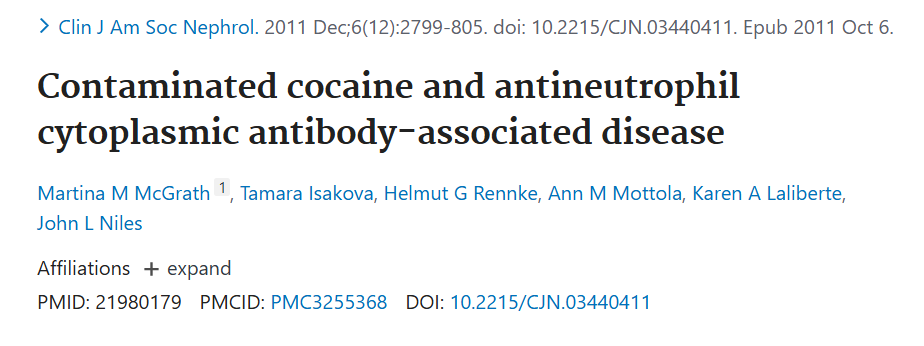 > Clin J Am Soc Nephrol. 2011 Dec;6(12):2799-805. doi: 10.2215/CJN.03440411. Epub 2011 Oct 6.
Contaminated cocaine and antineutrophil
cytoplasmic antibody-associated disease
Martina M McGrath 1, Tamara Isakova, Helmut G Rennke, Ann M Mottola, Karen A Laliberte,
John L Niles
Affiliations + expand
PMID: 21980179 PMCID: PMC3255368 DOI: 10.2215/CJN.03440411